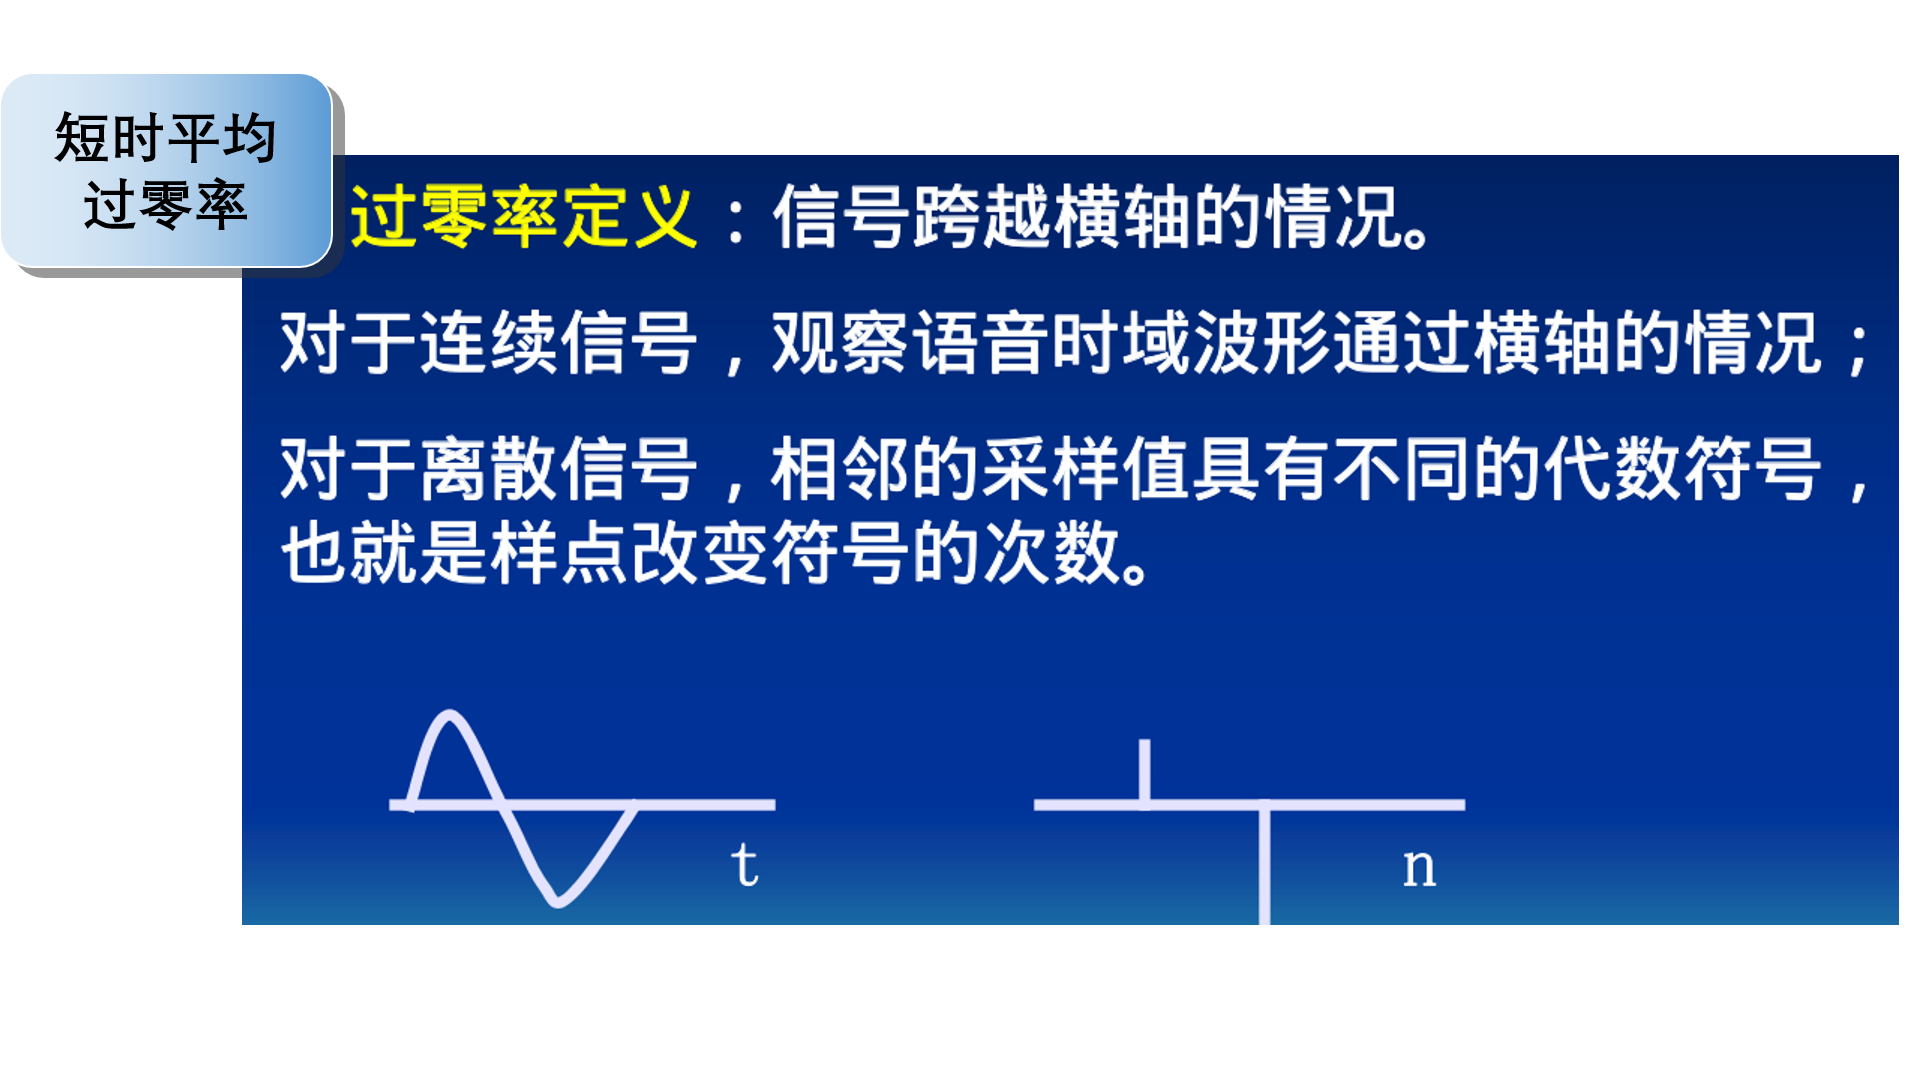 短时平均
过零率
过零率定义：信号跨越横轴的情况。
对于连续信号，观察语音时域波形通过横轴的情况；
对于离散信号，相邻的采样值具有不同的代数符号，
也就是样点改变符号的次数。
t
n